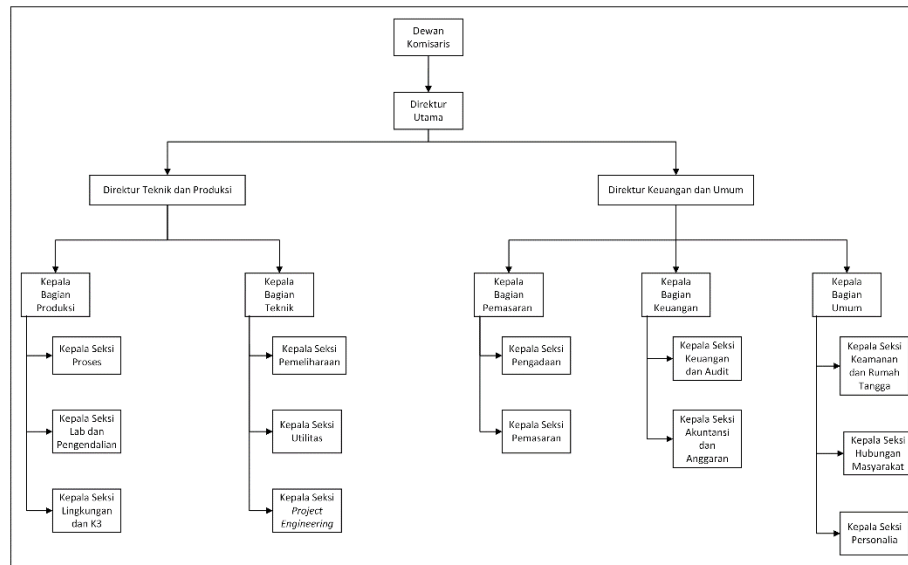 Dewan
Komisaris
Direktur
Utama
Direktur Teknik dan Produksi
Direktur Keuangan dan Umum
Kepala
Bagian
Produksi
Kepala
Bagian
Teknik
Kepala
Bagian
Pemasaran
Kepala
Bagian
Keuangan
Kepala
Bagian
Umum
Kepala Seksi
Proses
Kepala Seksi
Pemeliharaan
Kepala Seksi
Pengadaan
Kepala Seksi
Keuangan
dan Audit
Kepala Seksi
Keamanan
dan Rumah
Tangga
Kepala Seksi
Lab dan
Pengendalian
Kepala Seksi
Utilitas
Kepala Seksi
Pemasaran
Kepala Seksi
Akuntansi
dan
Anggaran
Kepala Seksi
Hubungan
Masyarakat
Kepala Seksi
Lingkungan
dan K3
Kepala Seksi
Project
Engineering
Kepala Seksi
Personalia